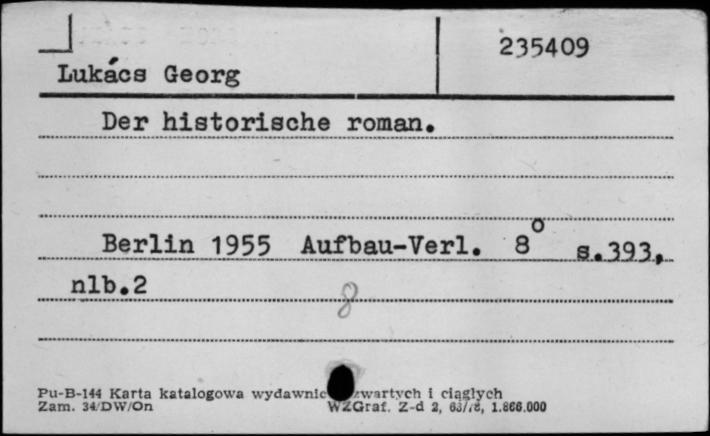 235409
Lukács Georg
Der historische roman.
Berlin 1955 Aufbau-Verl. 8° s.393,
nlb.2
8
Pu-B-144 Karta katalogowa wydawnic zwartych i ciągłych
Zam. 34/DW/On WZGraf. Z-d 2, 1.866.000